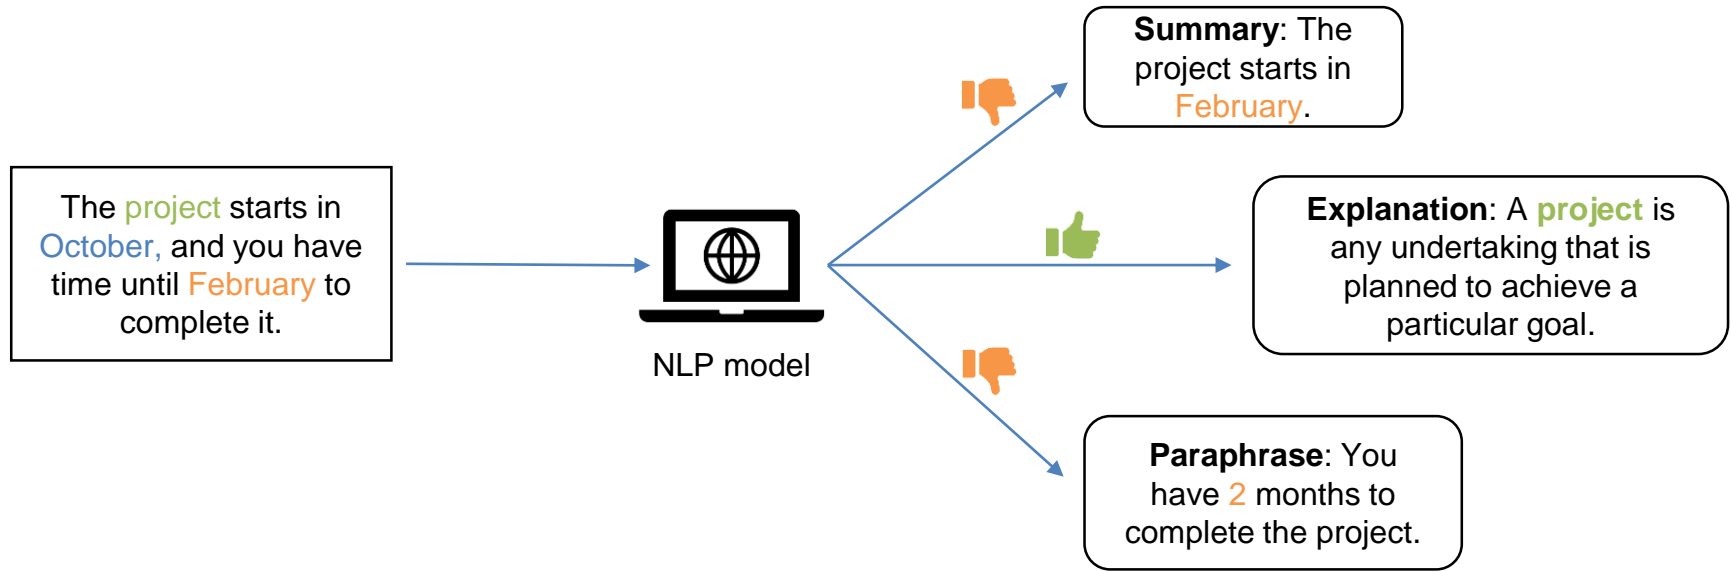 The project starts in
October, and you have
time until February to
complete it.
NLP model
Summary: The
project starts in
February.
Explanation: A project is
any undertaking that is
planned to achieve a
particular goal.
Paraphrase: You
have 2 months to
complete the project.